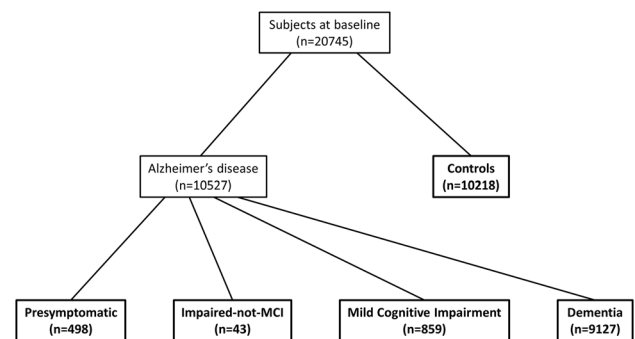 Subjects at baseline
(n=20745)
Alzheimer's disease
(n=10527)
Controls
(n=10218)
Presymptomatic
(n=498)
Impaired-not-MCI
(n=43)
Mild Cognitive Impairment
(n=859)
Dementia
(n=9127)